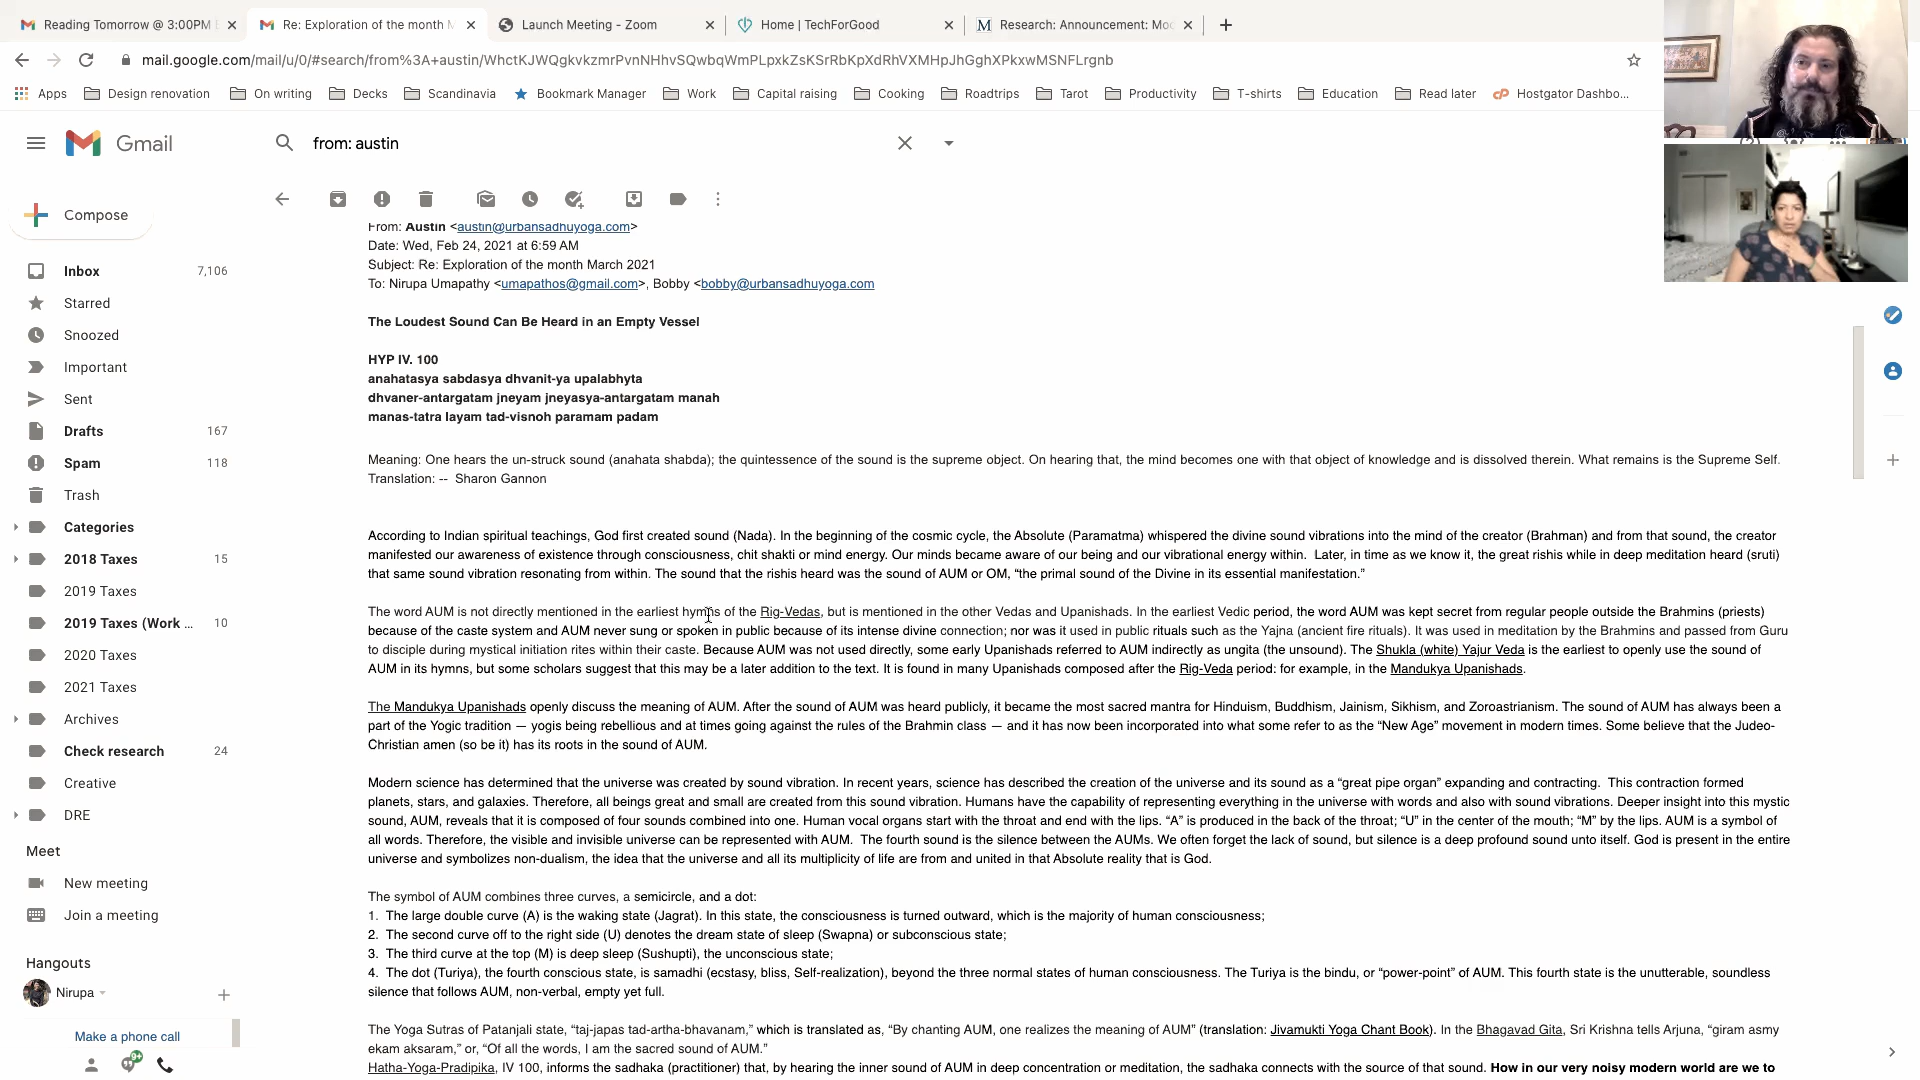 Reading Tomorrow @ 3:00PM
Re: Exploration of the month M
Launch Meeting - Zoom
Home | TechForGood
Research: Announcement: Moo
mail.google.com/mail/u/0/#search/from%3A+austin/WhctKJWQgkvkzmrPvnNHhvSQwbqWmPLpxkZsKSrRbKpXdRhVXMHpJhGghXPkxwMSNFLrgnb
Apps Design renovation On writing Decks Scandinavia Bookmark Manager Work Capital raising Cooking Roadtrips Tarot Productivity T-shirts Education Read later Hostgator Dashbo...
Gmail
from: austin
Compose
Inbox 7,106
Starred
Snoozed
Important
Sent
Drafts 167
Spam 118
Trash
Categories
2018 Taxes 15
2019 Taxes
2019 Taxes (Work ... 10
2020 Taxes
2021 Taxes
Archives
Check research 24
Creative
DRE
Meet
New meeting
Join a meeting
Hangouts
Nirupa
Make a phone call
9+
From: Austin <austin@urbansadhuyoga.com>
Date: Wed, Feb 24, 2021 at 6:59 AM
Subject: Re: Exploration of the month March 2021
To: Nirupa Umapathy <umapathos@gmail.com>, Bobby <bobby@urbansadhuyoga.com
The Loudest Sound Can Be Heard in an Empty Vessel
HYP IV. 100
anahatasya sabdasya dhvanit-ya upalabhyta
dhvaner-antargatam jneyam jneyasya-antargatam manah
manas-tatra layam tad-visnoh paramam padam
Meaning: One hears the un-struck sound (anahata shabda); the quintessence of the sound is the supreme object. On hearing that, the mind becomes one with that object of knowledge and is dissolved therein. What remains is the Supreme Self.
Translation: -- Sharon Gannon
According to Indian spiritual teachings, God first created sound (Nada). In the beginning of the cosmic cycle, the Absolute (Paramatma) whispered the divine sound vibrations into the mind of the creator (Brahman) and from that sound, the creator
manifested our awareness of existence through consciousness, chit shakti or mind energy. Our minds became aware of our being and our vibrational energy within. Later, in time as we know it, the great rishis while in deep meditation heard (sruti)
that same sound vibration resonating from within. The sound that the rishis heard was the sound of AUM or OM, “the primal sound of the Divine in its essential manifestation.”
The word AUM is not directly mentioned in the earliest hymns of the Rig-Vedas, but is mentioned in the other Vedas and Upanishads. In the earliest Vedic period, the word AUM was kept secret from regular people outside the Brahmins (priests)
because of the caste system and AUM never sung or spoken in public because of its intense divine connection; nor was it used in public rituals such as the Yajna (ancient fire rituals). It was used in meditation by the Brahmins and passed from Guru
to disciple during mystical initiation rites within their caste. Because AUM was not used directly, some early Upanishads referred to AUM indirectly as ungita (the unsound). The Shukla (white) Yajur Veda is the earliest to openly use the sound of
AUM in its hymns, but some scholars suggest that this may be a later addition to the text. It is found in many Upanishads composed after the Rig-Veda period: for example, in the Mandukya Upanishads.
The Mandukya Upanishads openly discuss the meaning of AUM. After the sound of AUM was heard publicly, it became the most sacred mantra for Hinduism, Buddhism, Jainism, Sikhism, and Zoroastrianism. The sound of AUM has always been a
part of the Yogic tradition — yogis being rebellious and at times going against the rules of the Brahmin class — and it has now been incorporated into what some refer to as the “New Age” movement in modern times. Some believe that the Judeo-
Christian amen (so be it) has its roots in the sound of AUM.
Modern science has determined that the universe was created by sound vibration. In recent years, science has described the creation of the universe and its sound as a “great pipe organ” expanding and contracting. This contraction formed
planets, stars, and galaxies. Therefore, all beings great and small are created from this sound vibration. Humans have the capability of representing everything in the universe with words and also with sound vibrations. Deeper insight into this mystic
sound, AUM, reveals that it is composed of four sounds combined into one. Human vocal organs start with the throat and end with the lips. “A” is produced in the back of the throat; “U” in the center of the mouth; “M” by the lips. AUM is a symbol of
all words. Therefore, the visible and invisible universe can be represented with AUM. The fourth sound is the silence between the AUMs. We often forget the lack of sound, but silence is a deep profound sound unto itself. God is present in the entire
universe and symbolizes non-dualism, the idea that the universe and all its multiplicity of life are from and united in that Absolute reality that is God.
The symbol of AUM combines three curves, a semicircle, and a dot:
1. The large double curve (A) is the waking state (Jagrat). In this state, the consciousness is turned outward, which is the majority of human consciousness;
2. The second curve off to the right side (U) denotes the dream state of sleep (Swapna) or subconscious state;
3. The third curve at the top (M) is deep sleep (Sushupti), the unconscious state;
4. The dot (Turiya), the fourth conscious state, is samadhi (ecstasy, bliss, Self-realization), beyond the three normal states of human consciousness. The Turiya is the bindu, or “power-point” of AUM. This fourth state is the unutterable, soundless
silence that follows AUM, non-verbal, empty yet full.
The Yoga Sutras of Patanjali state, “taj-japas tad-artha-bhavanam,” which is translated as, “By chanting AUM, one realizes the meaning of AUM” (translation: Jivamukti Yoga Chant Book). In the Bhagavad Gita, Sri Krishna tells Arjuna, “giram asmy
ekam aksaram,” or, “Of all the words, I am the sacred sound of AUM.”
Hatha-Yoga-Pradipika, IV 100, informs the sadhaka (practitioner) that, by hearing the inner sound of AUM in deep concentration or meditation, the sadhaka connects with the source of that sound. How in our very noisy modern world are we to